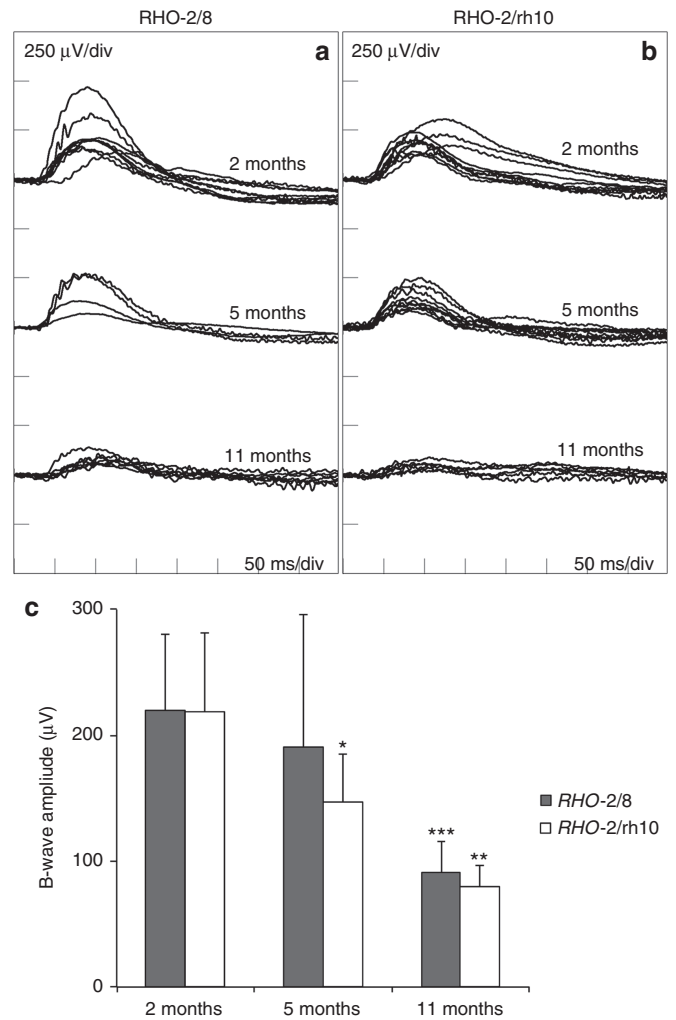 RHO-2/8
RHO-2/rh10
250 μV/div
a
250 μV/div
b
2 months
2 months
5 months
5 months
11 months
11 months
50 ms/div
50 ms/div
c
300
200
100
0
B-wave ampliude (μV)
*
***
**
RHO-2/8
RHO-2/rh10
2 months
5 months
11 months